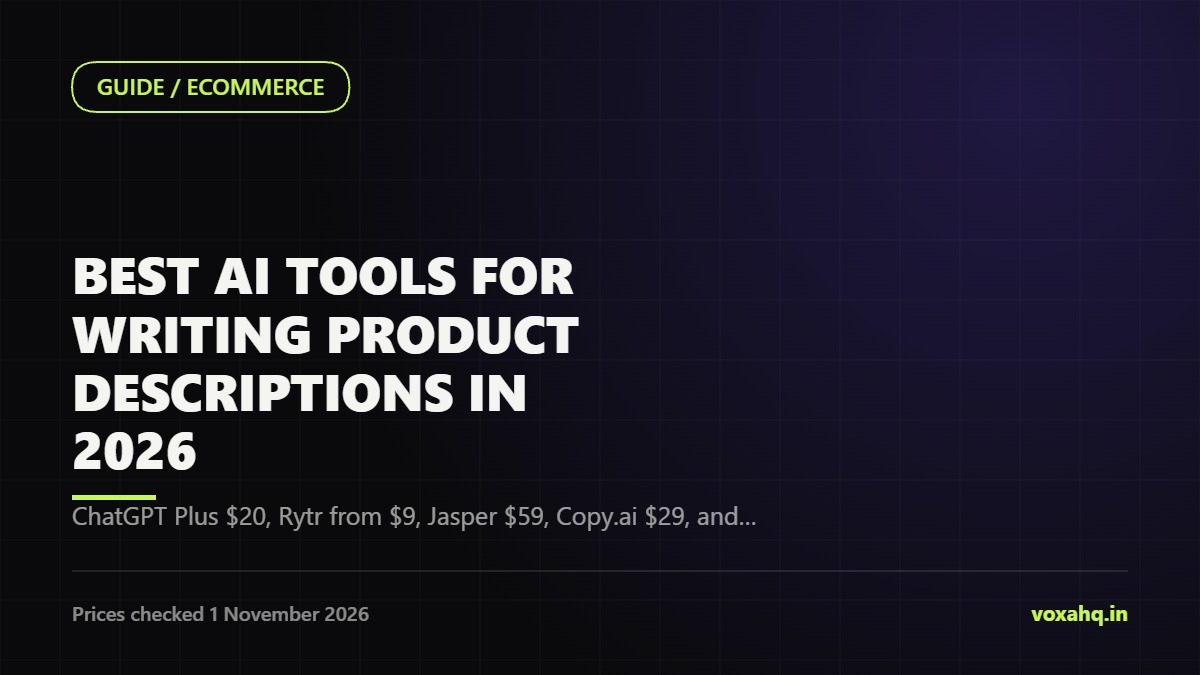 GUIDE / ECOMMERCE
BEST AI TOOLS FOR
WRITING PRODUCT
DESCRIPTIONS IN
2026
ChatGPT Plus $20, Rytr from $9, Jasper $59, Copy.ai $29, and...
Prices checked 1 November 2026
voxahq.in